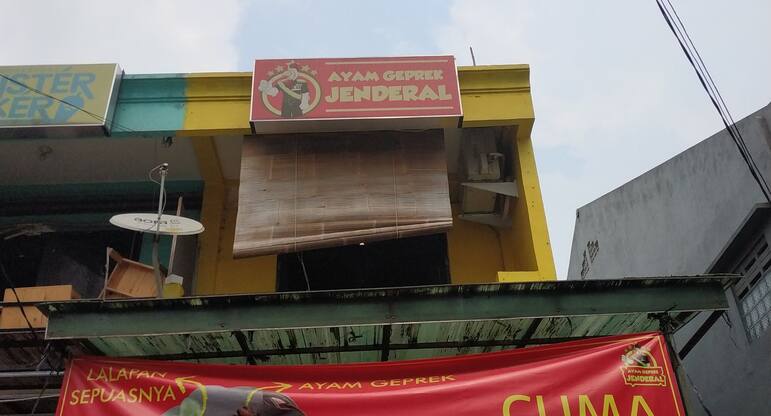 AYAM GEPREK
JENDERAL
LALAPAN
SEPUASNYA
AYAM GEPREK
CUMA
AYAM GEPREK
JENDERAL